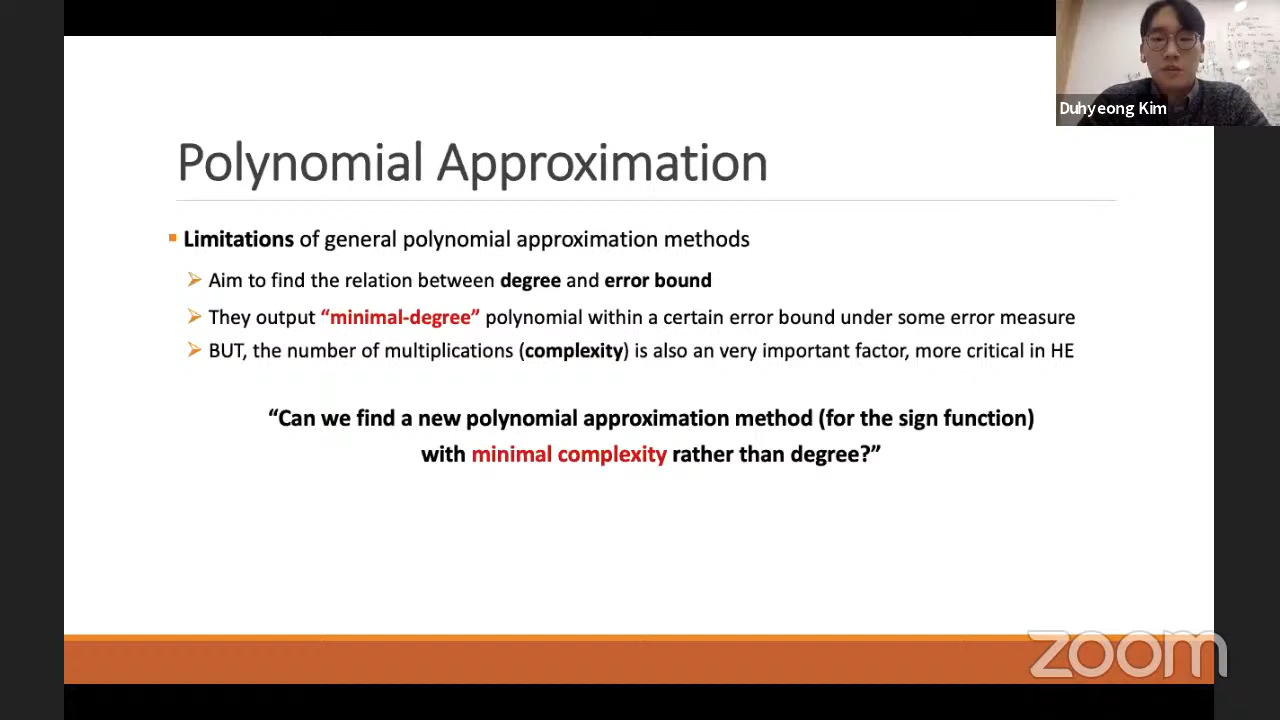 Duhyeong Kim
Polynomial Approximation
Limitations of general polynomial approximation methods
Aim to find the relation between degree and error bound
They output “minimal-degree” polynomial within a certain error bound under some error measure
BUT, the number of multiplications (complexity) is also an very important factor, more critical in HE
“Can we find a new polynomial approximation method (for the sign function)
with minimal complexity rather than degree?”
zoom